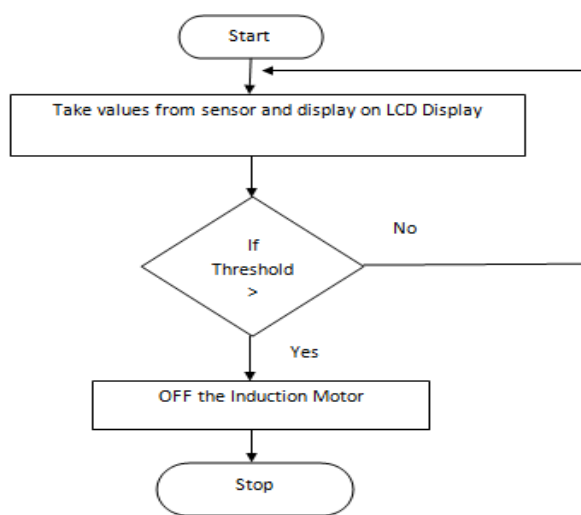 Start
Take values from sensor and display on LCD Display
If
Threshold
>
No
Yes
OFF the Induction Motor
Stop